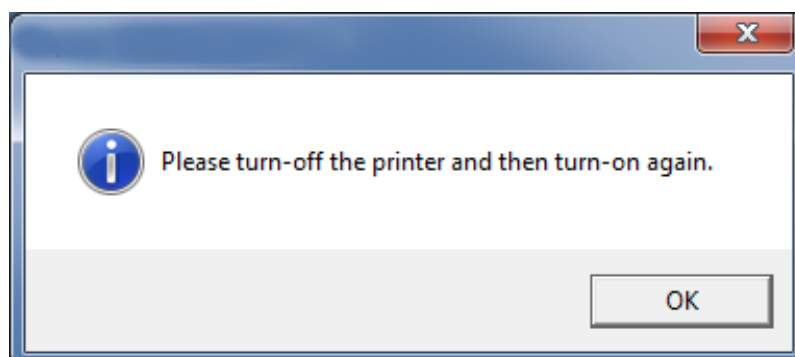 Please turn-off the printer and then turn-on again.
OK